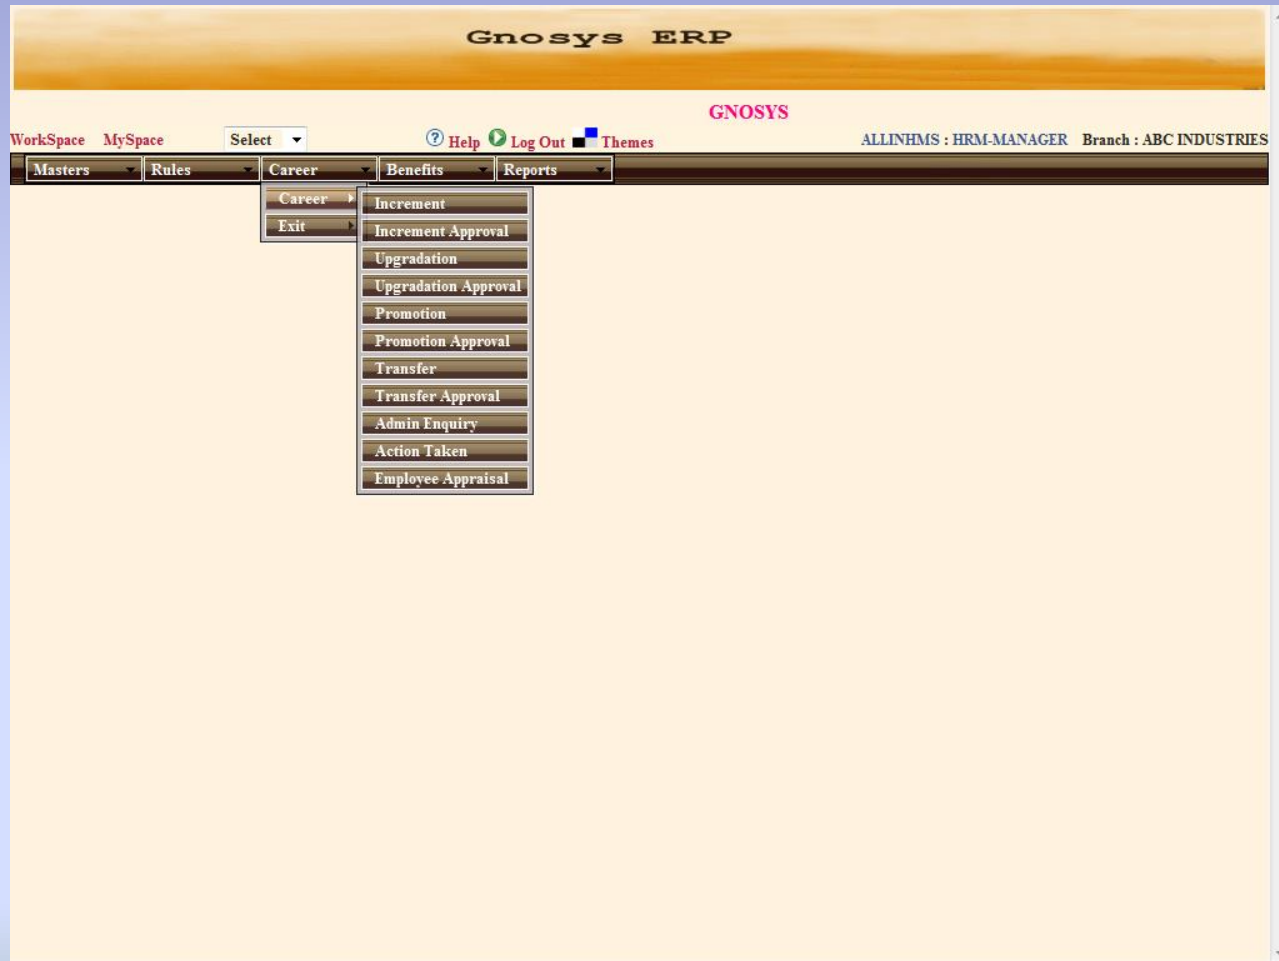 Gnosys ERP
GNOSYS
WorkSpace MySpace Select Help Log Out Themes ALLINHMS : HRM-MANAGER Branch : ABC INDUSTRIES
Masters Rules Career Benefits Reports
Career Increment
Exit Increment Approval
Upgradation
Upgradation Approval
Promotion
Promotion Approval
Transfer
Transfer Approval
Admin Enquiry
Action Taken
Employee Appraisal